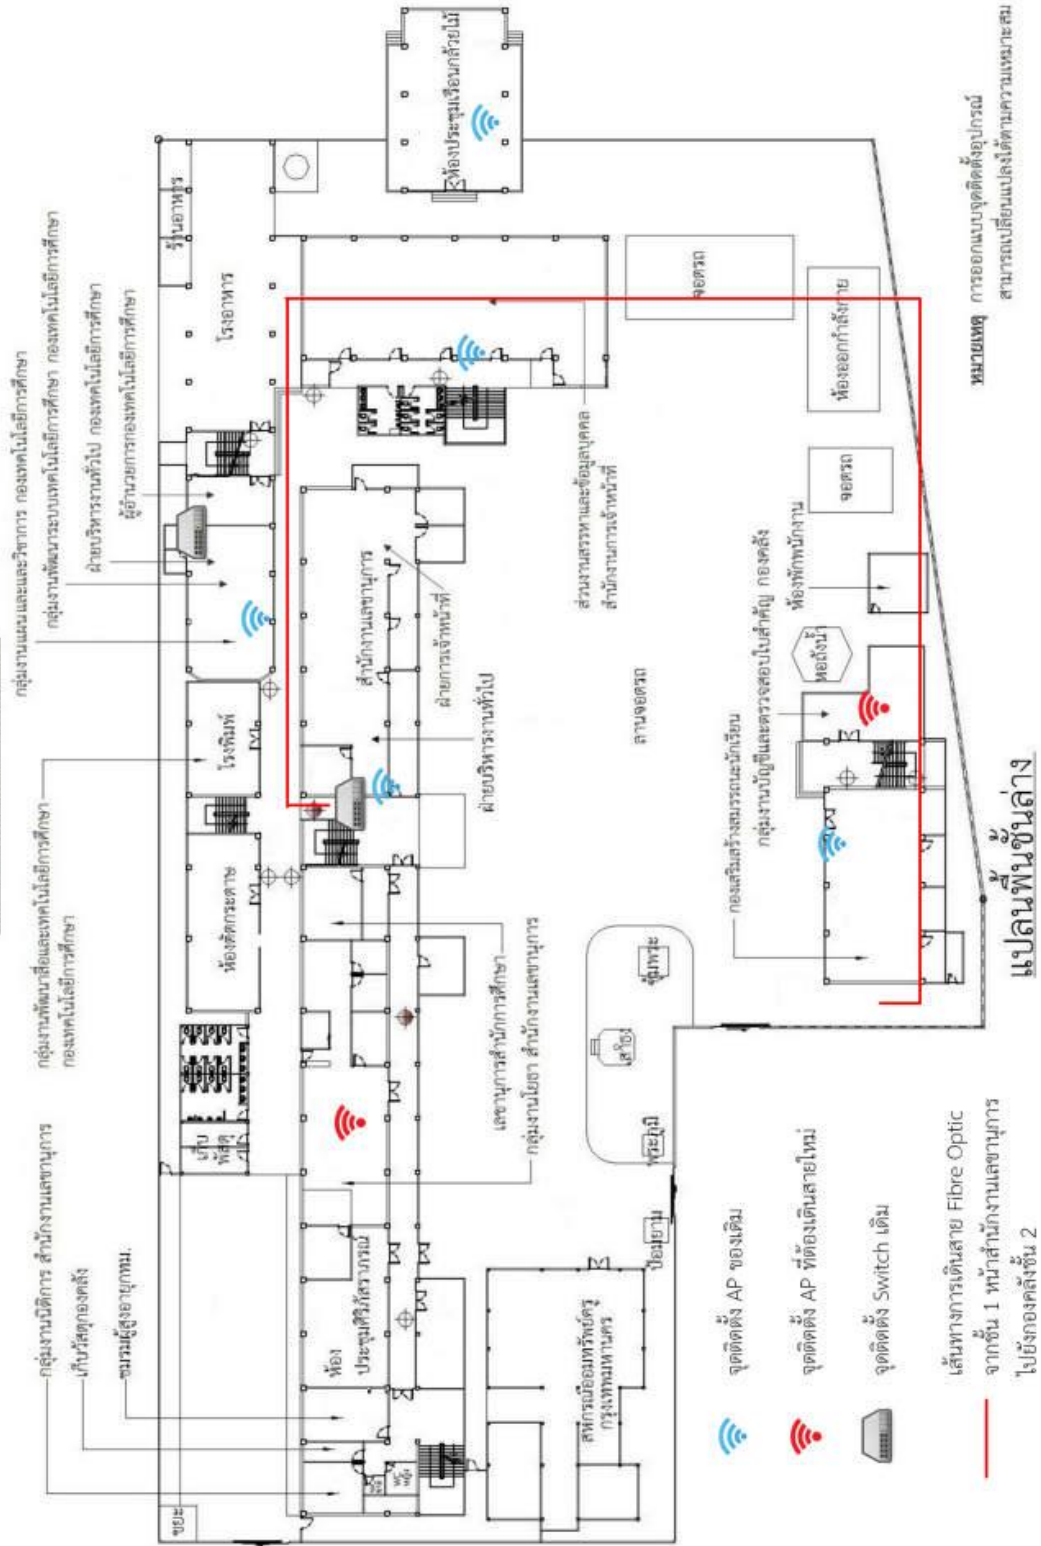 กลุ่มงานนิติการ สำนักงานเลขานุการ
เก็บวัสดุกองคลัง
ชมรมผู้สูงอายุกทม.
กลุ่มงานพัฒนาสื่อและเทคโนโลยีการศึกษา
กองเทคโนโลยีการศึกษา
กลุ่มงานแผนและและวิชาการ กองเทคโนโลยีการศึกษา
กลุ่มงานพัฒนาระบบเทคโนโลยีการศึกษา กองเทคโนโลยีการศึกษา
ฝ่ายบริหารงานทั่วไป กองเทคโนโลยีการศึกษา
ผู้อำนวยการกองเทคโนโลยีการศึกษา
ขยะ
เก็บ
พัสดุ
ห้องตัดกระดาษ
โรงพิมพ์
โรงอาหาร
ร้านอาหาร
ห้องประชุมเรือนกล้วยไม้
ห้อง
ประชุมศิริภัสราภรณ์
สำนักงานเลขานุการ
ฝ่ายการเจ้าหน้าที่
ฝ่ายบริหารงานทั่วไป
เลขานุการสำนักการศึกษา
กลุ่มงานโยธา สำนักงานเลขานุการ
ส่วนงานสรรหาและข้อมูลบุคคล
สำนักงานการเจ้าหน้าที่
สหกรณ์ออมทรัพย์ครู
กรุงเทพมหานคร
ป้อมยาม
พระภูมิ
เสาธง
ซุ้มพระ
ลานจอดรถ
จอดรถ
ห้องออกกำลังกาย
จอดรถ
ห้องพักพนักงาน
หอถังน้ำ
กองเสริมสร้างสมรรถนะนักเรียน
กลุ่มงานบัญชีและตรวจสอบใบสำคัญ กองคลัง
จุดติดตั้ง AP ของเดิม
จุดติดตั้ง AP ที่ต้องเดินสายใหม่
จุดติดตั้ง Switch เดิม
เส้นทางการเดินสาย Fibre Optic
จากชั้น 1 หน้าสำนักงานเลขานุการ
ไปยังกองคลังชั้น 2
แปลนพื้นชั้นล่าง
หมายเหตุ การออกแบบจุดติดตั้งอุปกรณ์
สามารถเปลี่ยนแปลงได้ตามความเหมาะสม